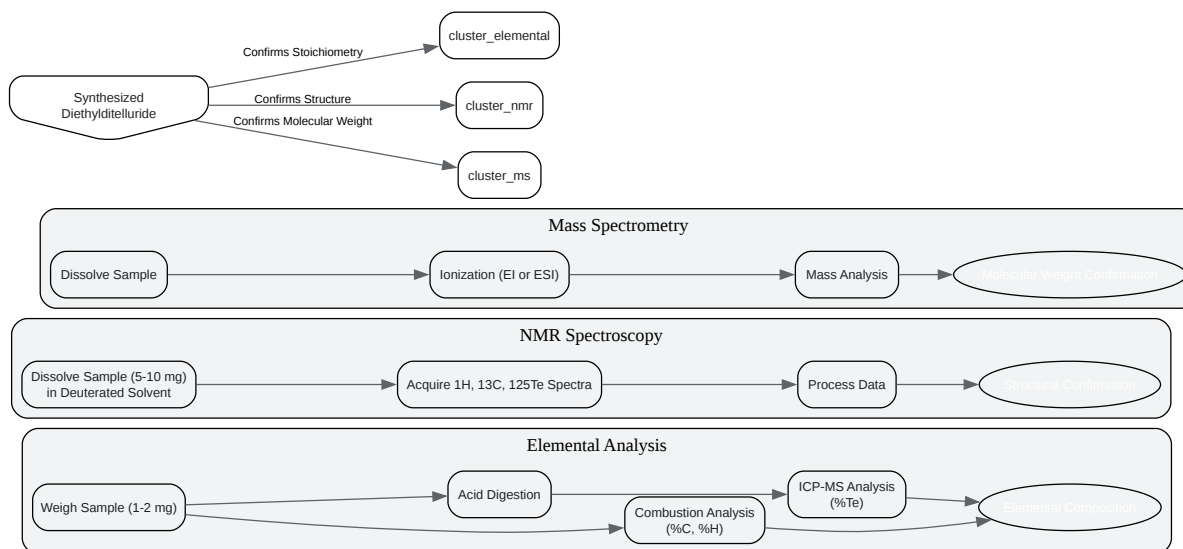 cluster_elemental
Confirms Stoichiometry
Synthesized
Diethylditelluride
Confirms Structure
cluster_nmr
Confirms Molecular Weight
cluster_ms
Mass Spectrometry
Dissolve Sample
Ionization (EI or ESI)
Mass Analysis
Molecular Weight Confirmation
NMR Spectroscopy
Dissolve Sample (5-10 mg)
in Deuterated Solvent
Acquire 1H, 13C, 125Te Spectra
Process Data
Structural Confirmation
Elemental Analysis
Weigh Sample (1-2 mg)
Acid Digestion
ICP-MS Analysis
(%Te)
Combustion Analysis
(%C, %H)
Elemental Composition